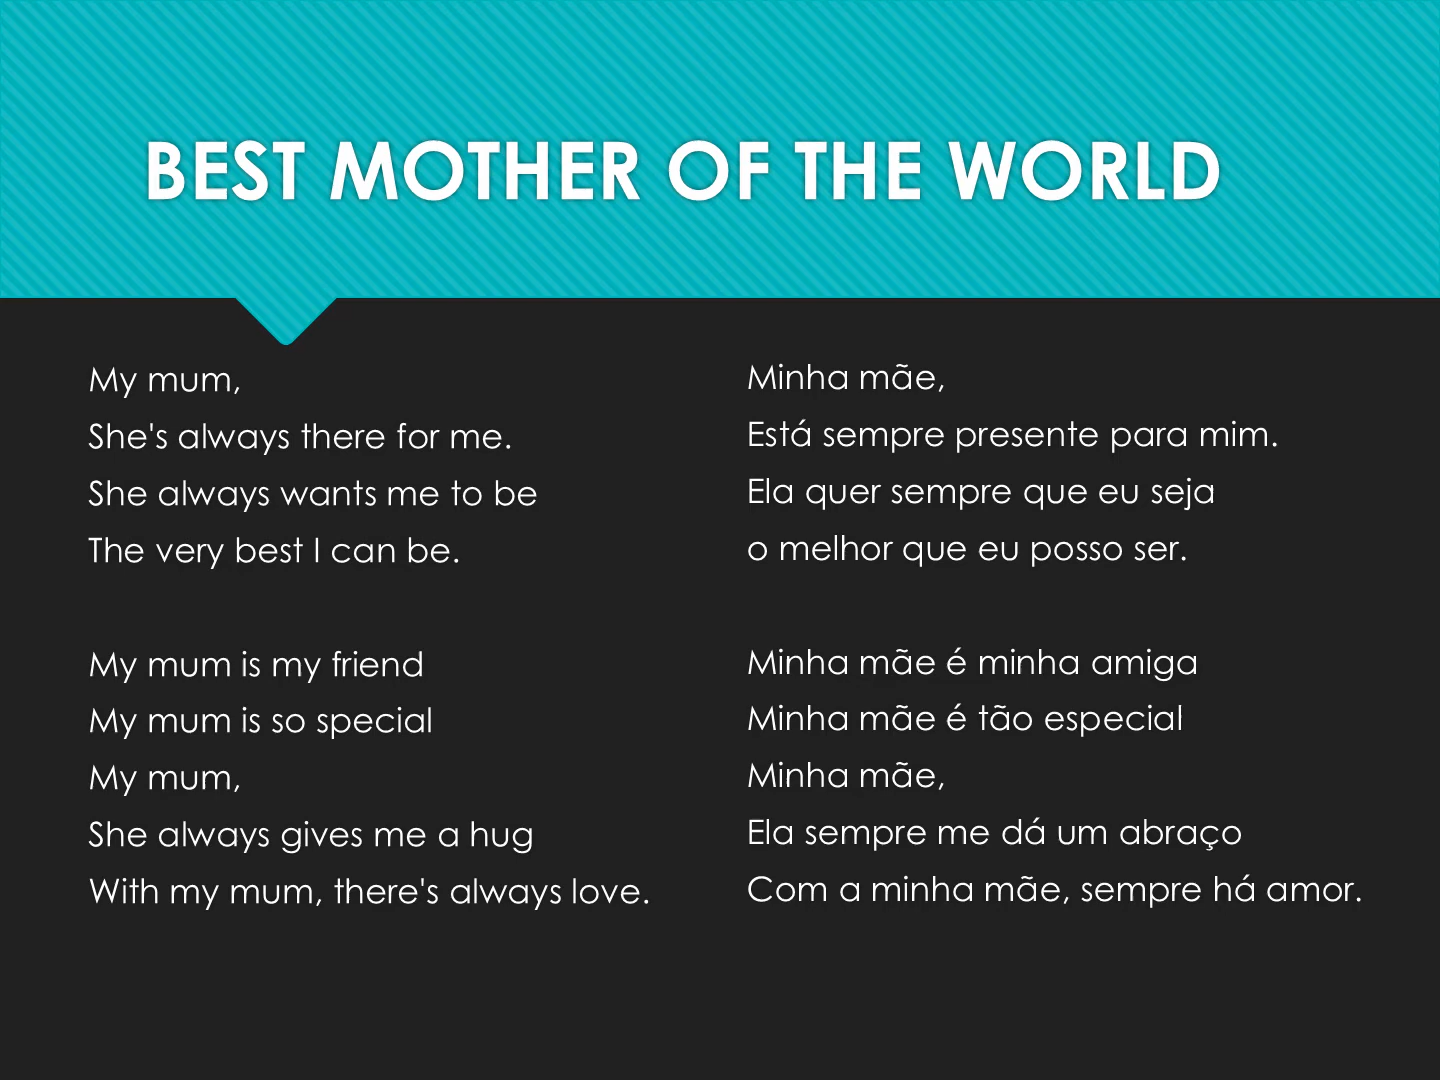 BEST MOTHER OF THE WORLD
My mum,
She's always there for me.
She always wants me to be
The very best I can be.
My mum is my friend
My mum is so special
My mum,
She always gives me a hug
With my mum, there's always love.
Minha mãe,
Está sempre presente para mim.
Ela quer sempre que eu seja
o melhor que eu posso ser.
Minha mãe é minha amiga
Minha mãe é tão especial
Minha mãe,
Ela sempre me dá um abraço
Com a minha mãe, sempre há amor.